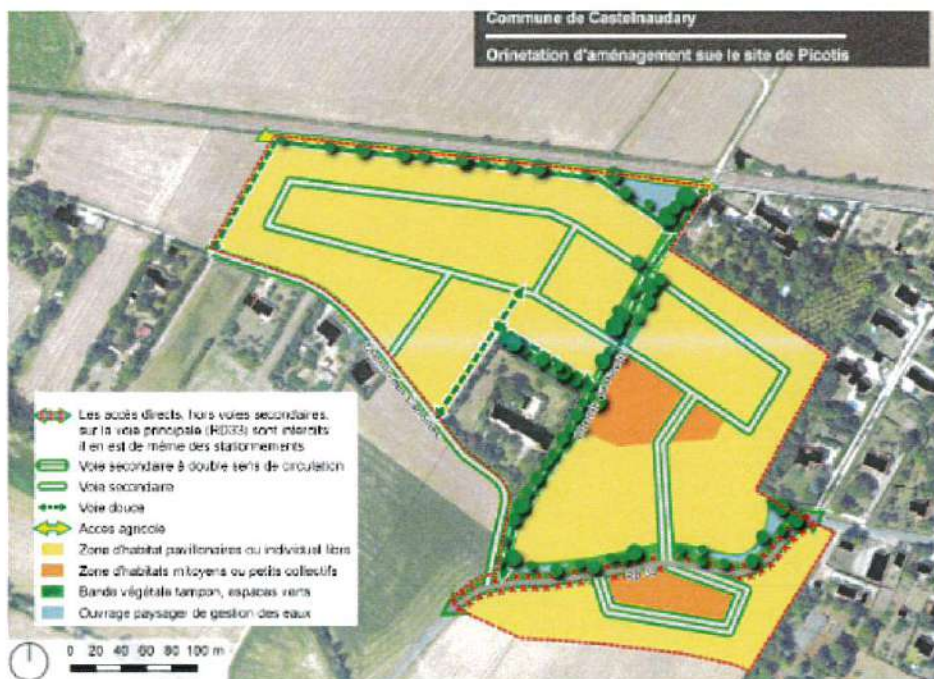 Commune de Castelnaudary
Orinetation d'aménagement sue le site de Picotis
Les accès directs, hors voies secondaires,
sur la voie principale (RD33) sont interdits
il en est de même des stationnements
Voie secondaire à double sens de circulation
Voie secondaire
Voie douce
Accès agricole
Zone d'habitat pavillonaires ou individuel libre
Zone d'habitats mitoyens ou petits collectifs
Bande végétale tampon, espaces verts
Ouvrage paysager de gestion des eaux
0 20 40 60 80 100 m